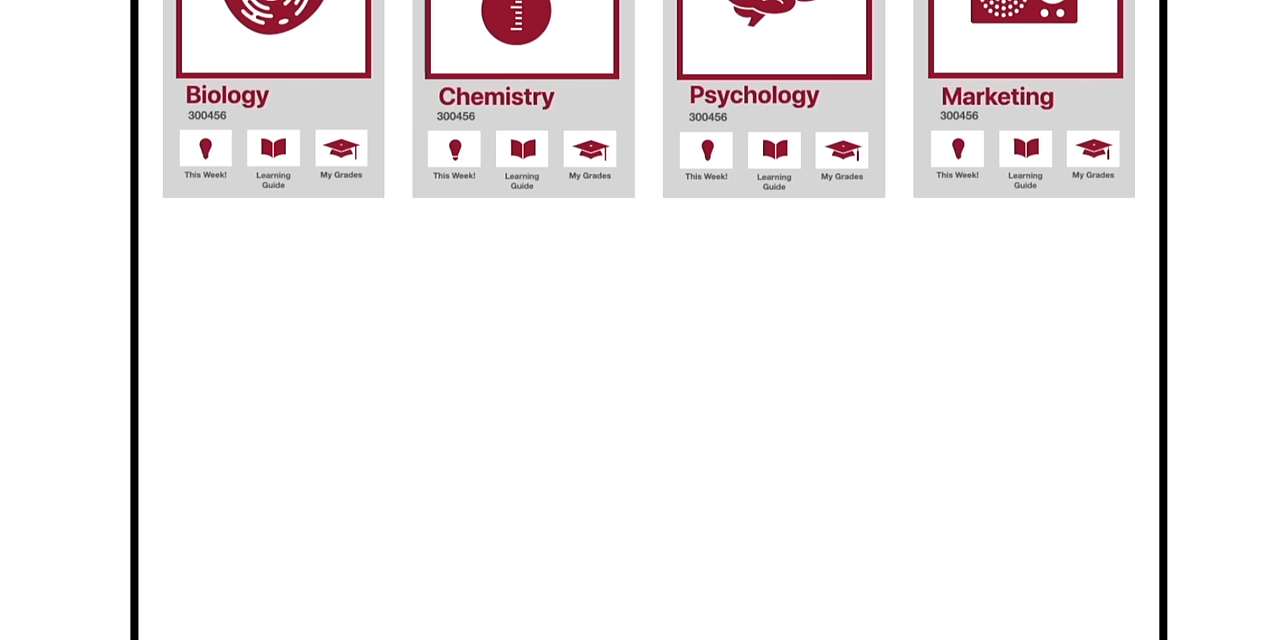 Biology
300456
This Week!
Learning
Guide
My Grades
Chemistry
300456
This Week!
Learning
Guide
My Grades
Psychology
300456
This Week!
Learning
Guide
My Grades
Marketing
300456
This Week!
Learning
Guide
My Grades